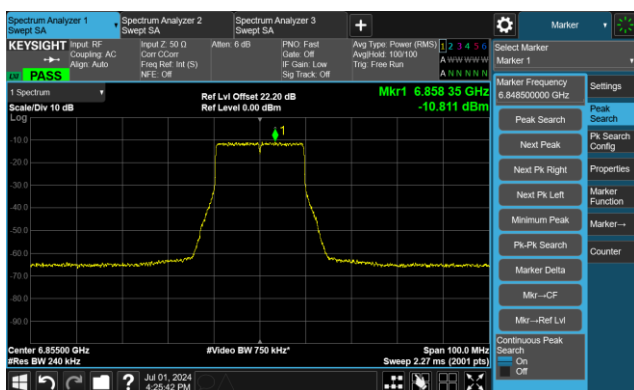 Spectrum Analyzer 1
Swept SA
Spectrum Analyzer 2
Swept SA
Spectrum Analyzer 3
Swept SA
+
Marker
KEYSIGHT
Input: RF
Coupling: AC
Align: Auto
Input Z: 50 Ω
Corr CCorr
Freq Ref: Int (S)
NFE: Off
Atten: 6 dB
PNO: Fast
Gate: Off
IF Gain: Low
Sig Track: Off
Avg Type: Power (RMS)
Avg|Hold: 100/100
Trig: Free Run
1 2 3 4 5 6
A W W W W W
A N N N N N
PASS
Select Marker
Marker 1
1 Spectrum
Scale/Div 10 dB
Log
Ref Lvl Offset 22.20 dB
Ref Level 0.00 dBm
Mkr1 6.858 35 GHz
-10.811 dBm
1
-10.0
-20.0
-30.0
-40.0
-50.0
-60.0
-70.0
-80.0
-90.0
Center 6.85500 GHz
#Res BW 240 kHz
#Video BW 750 kHz*
Span 100.0 MHz
Sweep 2.27 ms (2001 pts)
Marker Frequency
6.848500000 GHz
Peak Search
Next Peak
Next Pk Right
Next Pk Left
Minimum Peak
Pk-Pk Search
Marker Delta
Mkr→CF
Mkr→Ref Lvl
Continuous Peak
Search
On
Off
Settings
Peak
Search
Pk Search
Config
Properties
Marker
Function
Marker→
Counter
?
Jul 01, 2024
4:25:42 PM